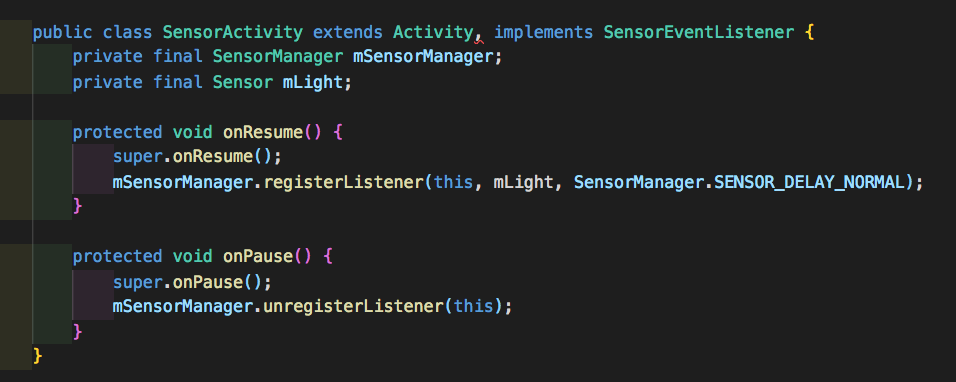 public class SensorActivity extends Activity, implements SensorEventListener {
    private final SensorManager mSensorManager;
    private final Sensor mLight;

    protected void onResume() {
        super.onResume();
        mSensorManager.registerListener(this, mLight, SensorManager.SENSOR_DELAY_NORMAL);
    }

    protected void onPause() {
        super.onPause();
        mSensorManager.unregisterListener(this);
    }
}